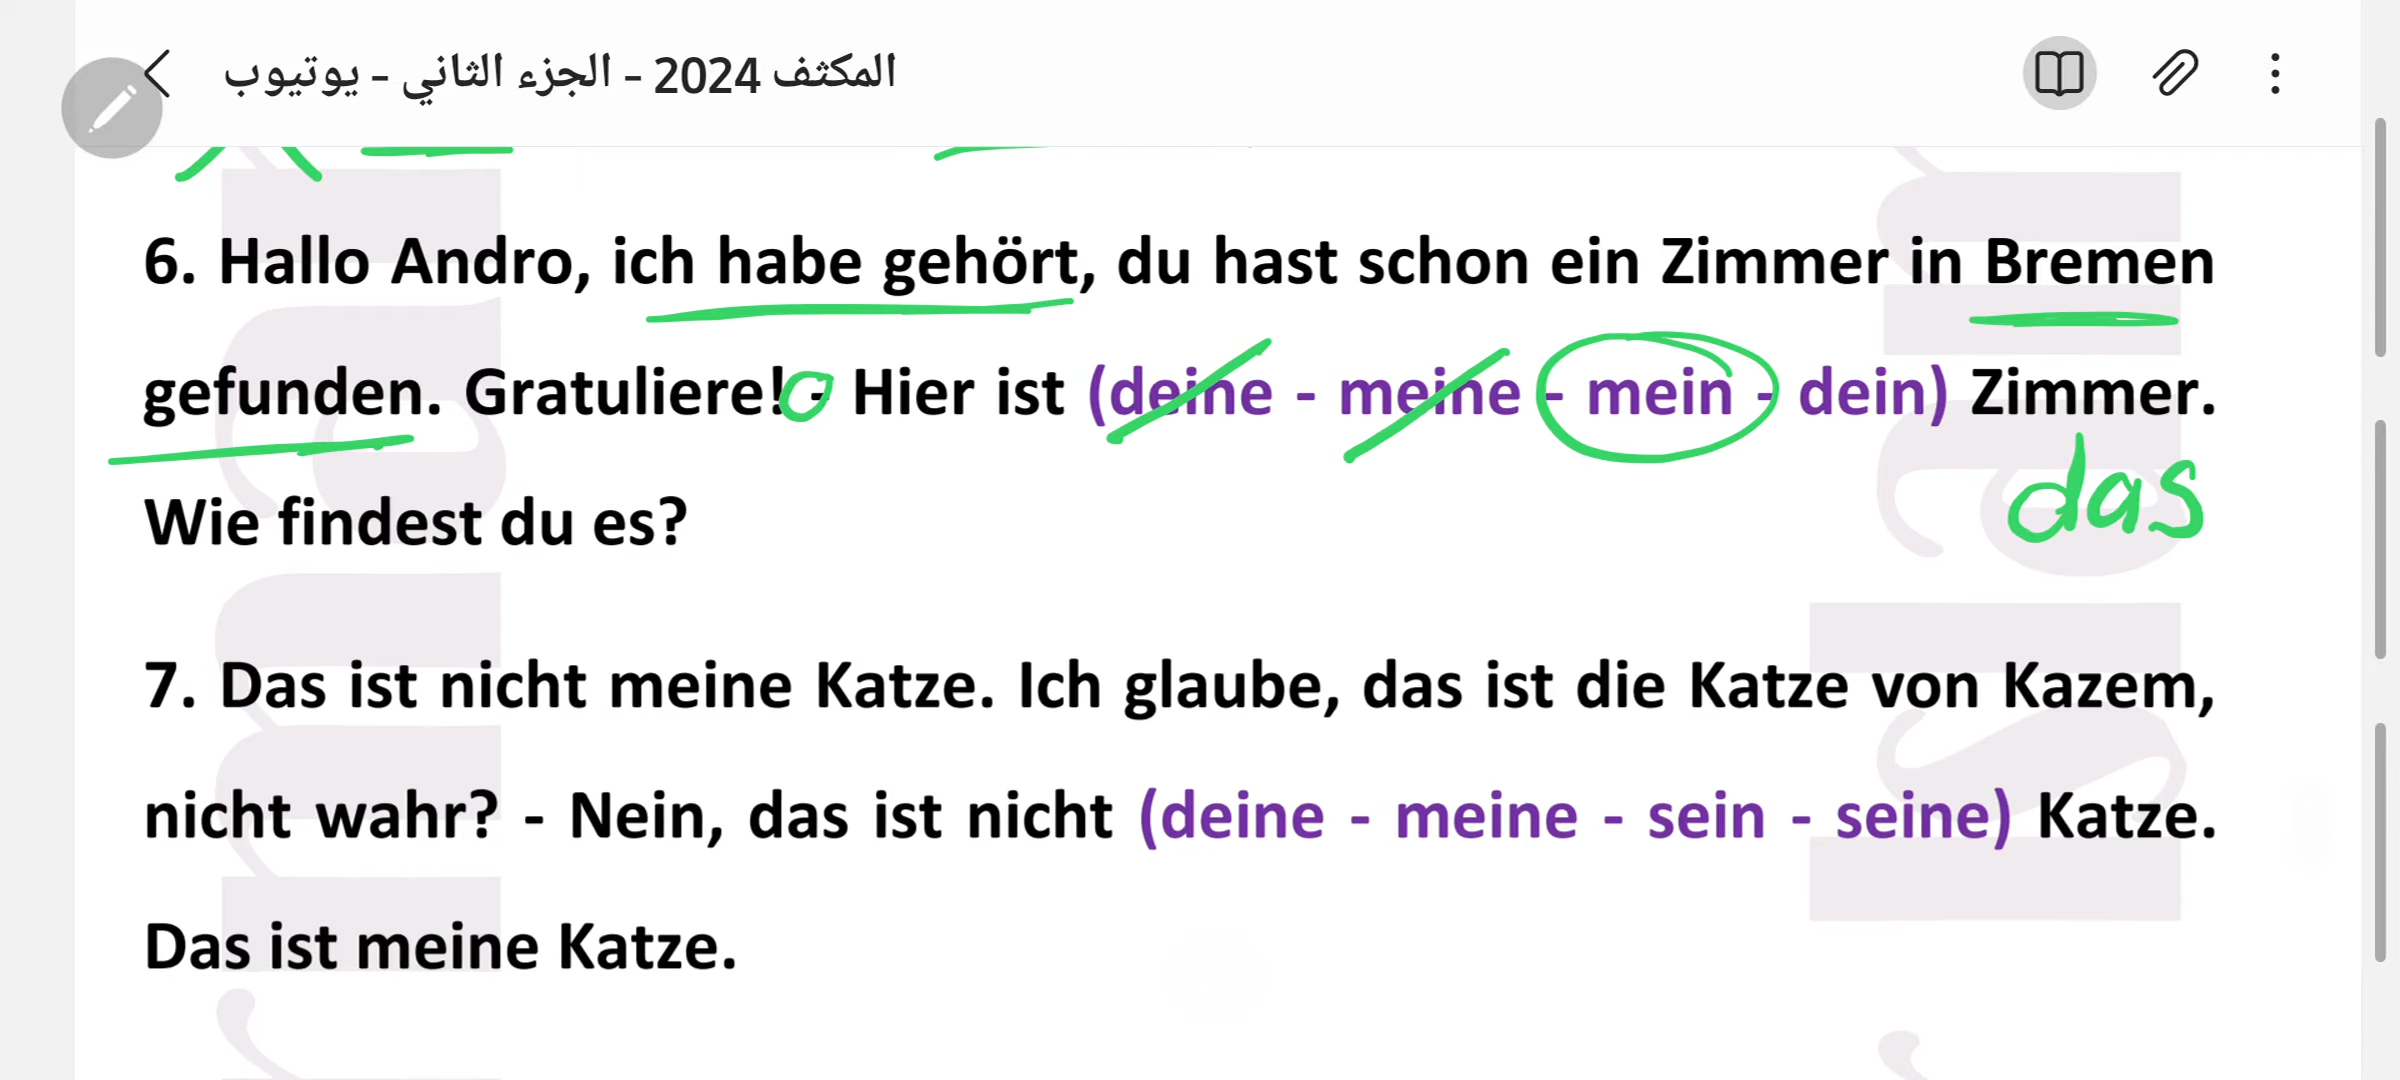 المكثف 2024 - الجزء الثاني - يوتيوب
6. Hallo Andro, ich habe gehört, du hast schon ein Zimmer in Bremen
gefunden. Gratuliere! - Hier ist (deine - meine - mein - dein) Zimmer.
das
Wie findest du es?
7. Das ist nicht meine Katze. Ich glaube, das ist die Katze von Kazem,
nicht wahr? - Nein, das ist nicht (deine - meine - sein - seine) Katze.
Das ist meine Katze.